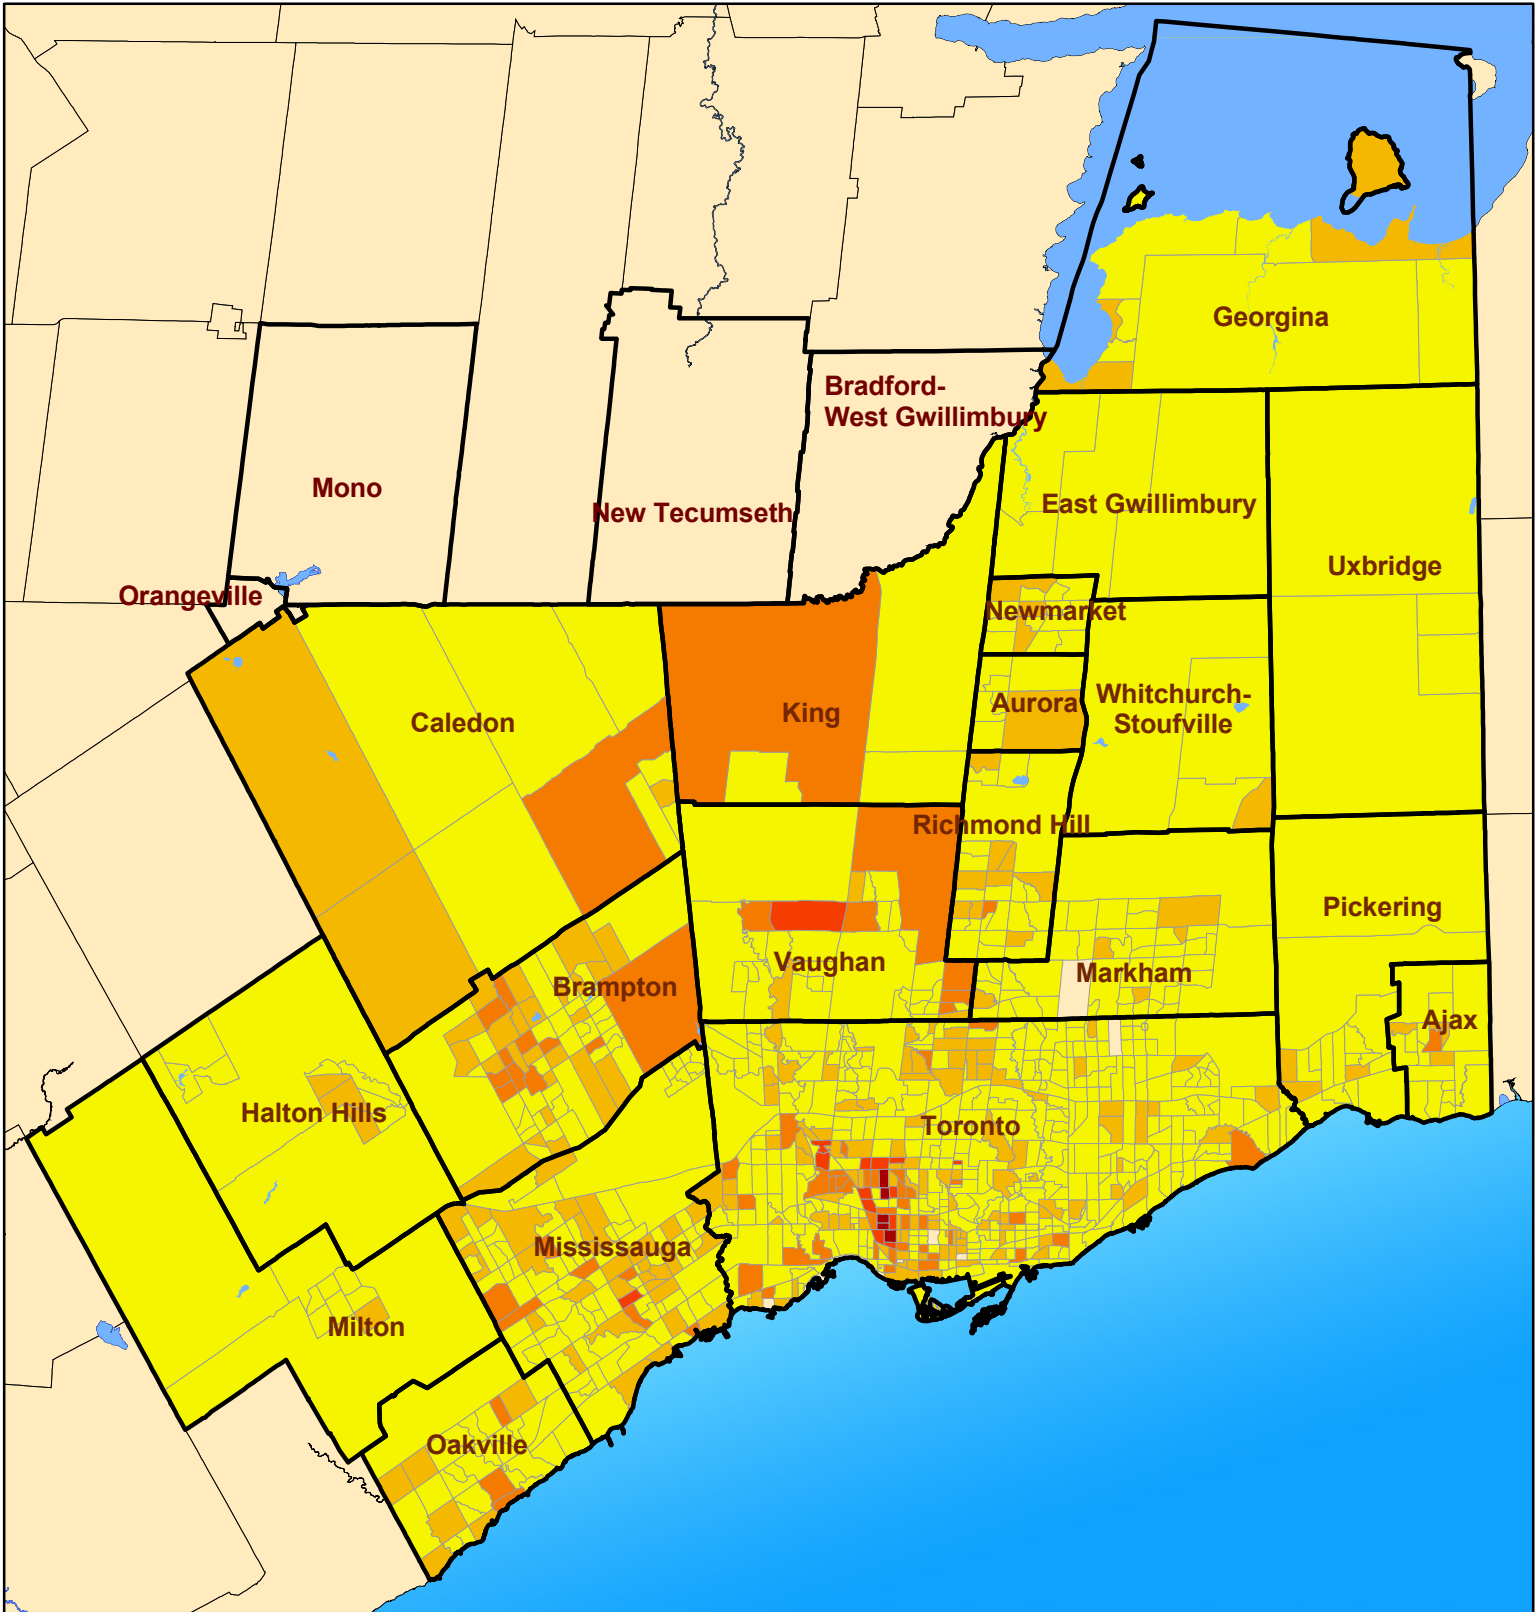 Georgina
Bradford-
West Gwillimbury
Mono
New Tecumseth
East Gwillimbury
Uxbridge
Orangeville
Newmarket
Caledon
King
Aurora
Whitchurch-
Stoufville
Richmond Hill
Pickering
Vaughan
Markham
Brampton
Ajax
Halton Hills
Toronto
Mississauga
Milton
Oakville